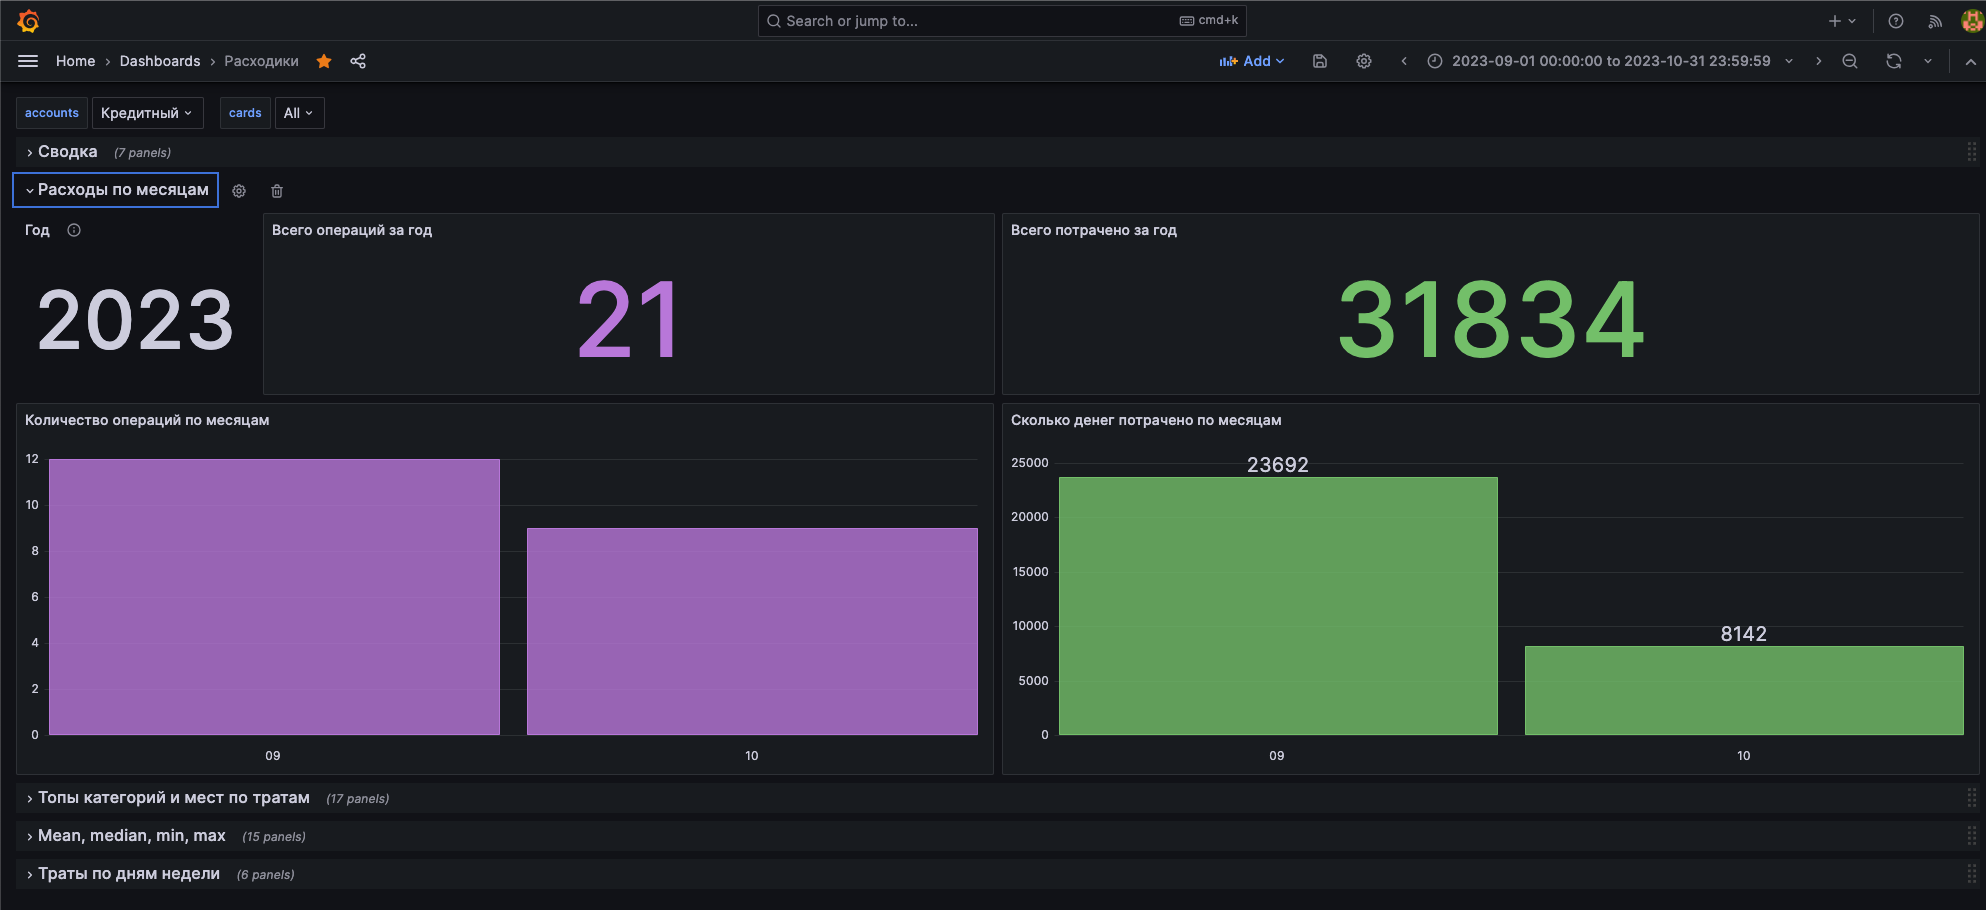 Search or jump to...
cmd+k
Home › Dashboards › Расходики
Add
2023-09-01 00:00:00 to 2023-10-31 23:59:59
accounts Кредитный
cards All
Сводка (7 panels)
Расходы по месяцам
Год
2023
Всего операций за год
21
Всего потрачено за год
31834
Количество операций по месяцам
12
10
8
6
4
2
0
09 10
Сколько денег потрачено по месяцам
25000
20000
15000
10000
5000
0
23692
8142
09 10
Топы категорий и мест по тратам (17 panels)
Mean, median, min, max (15 panels)
Траты по дням недели (6 panels)